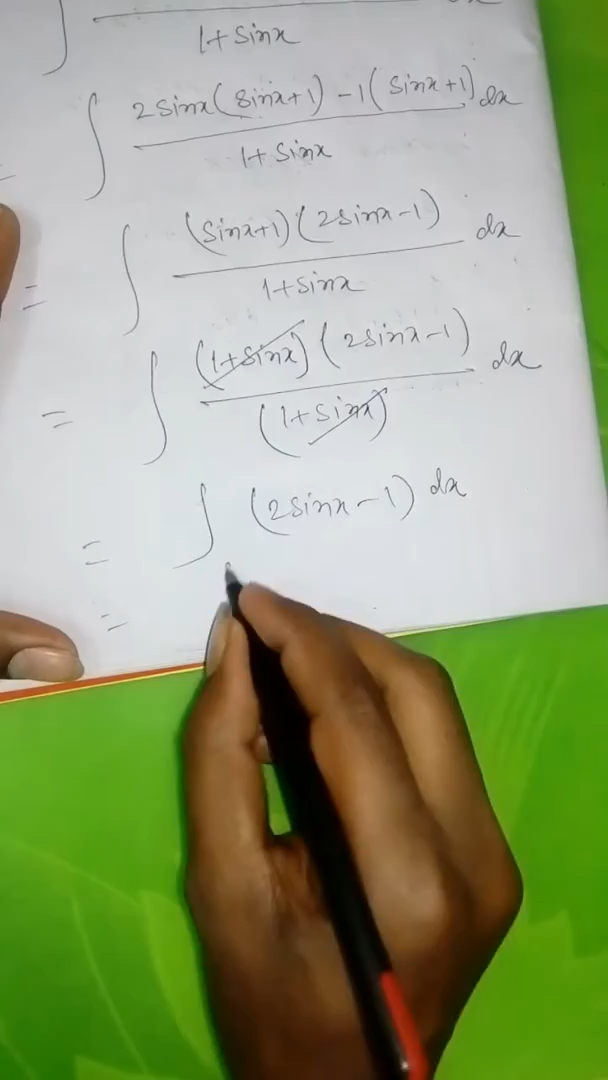 ∫ ――― dx
1+sinx
= ∫ (2sinx(sinx+1) -1(sinx+1))/(1+sinx) dx
= ∫ ((sinx+1)(2sinx-1))/(1+sinx) dx
= ∫ ((1+sinx)(2sinx-1))/((1+sinx)) dx
= ∫ (2sinx-1) dx
=